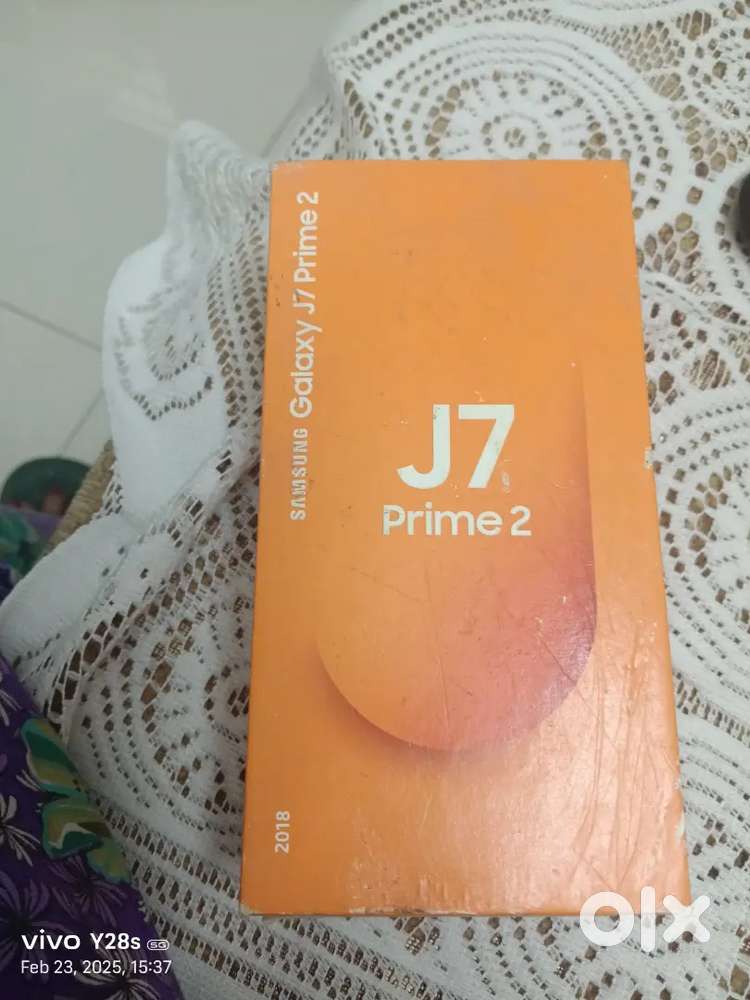 SAMSUNG Galaxy J7 Prime 2
J7
Prime 2
2018
olx
vivo Y28s 5G
Feb 23, 2025, 15:37